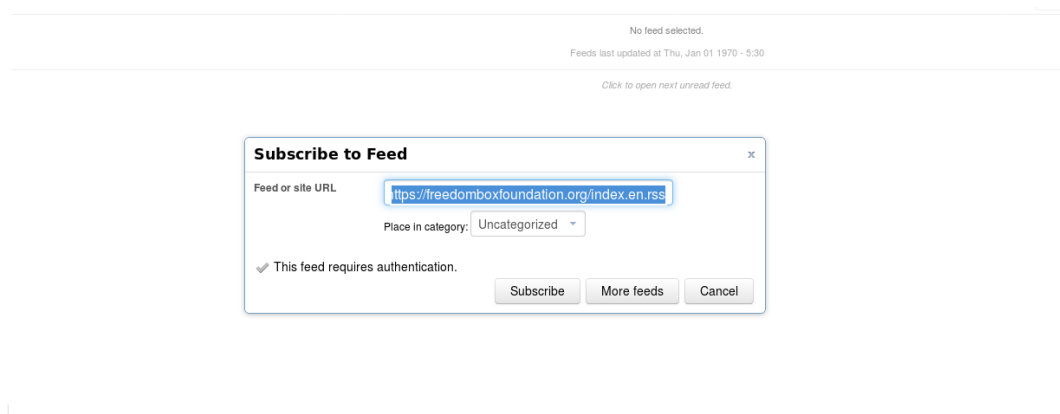 No feed selected.
Feeds last updated at Thu, Jan 01 1970 - 5:30
Click to open next unread feed.
Subscribe to Feed x
Feed or site URL https://freedomboxfoundation.org/index.en.rss
Place in category: Uncategorized
This feed requires authentication.
Subscribe More feeds Cancel